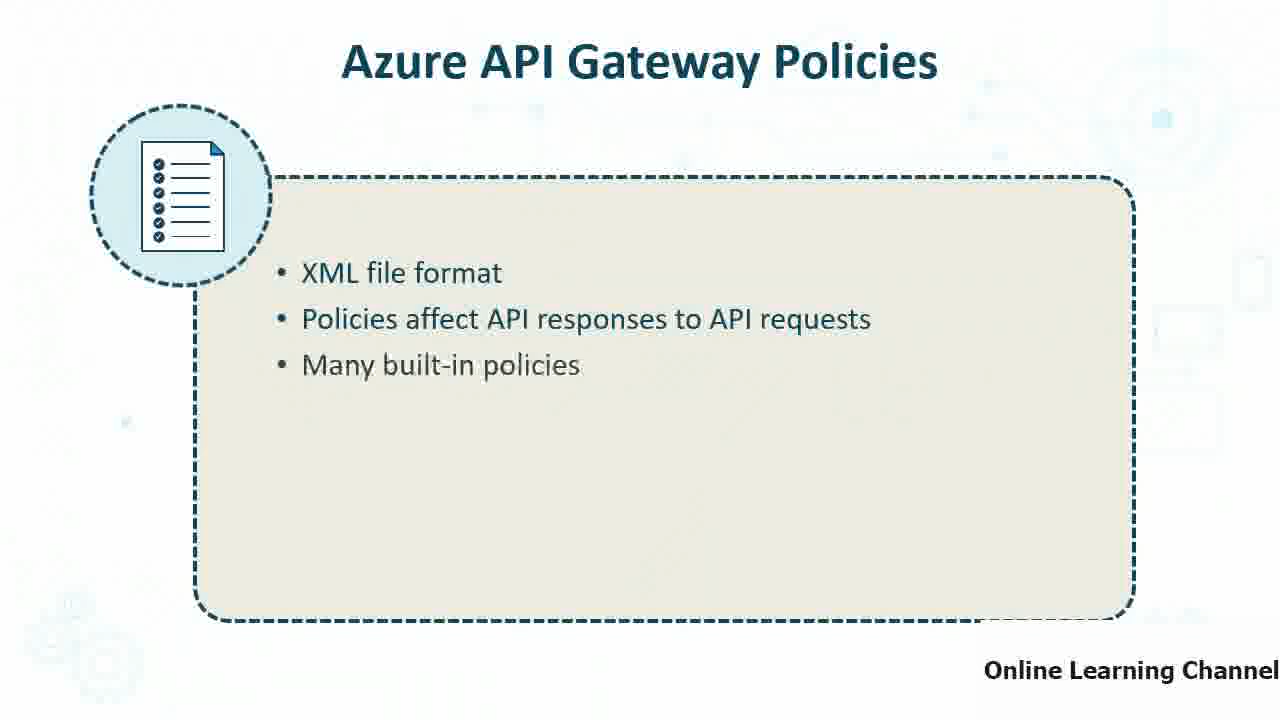 Azure API Gateway Policies
• XML file format
• Policies affect API responses to API requests
• Many built-in policies
Online Learning Channel